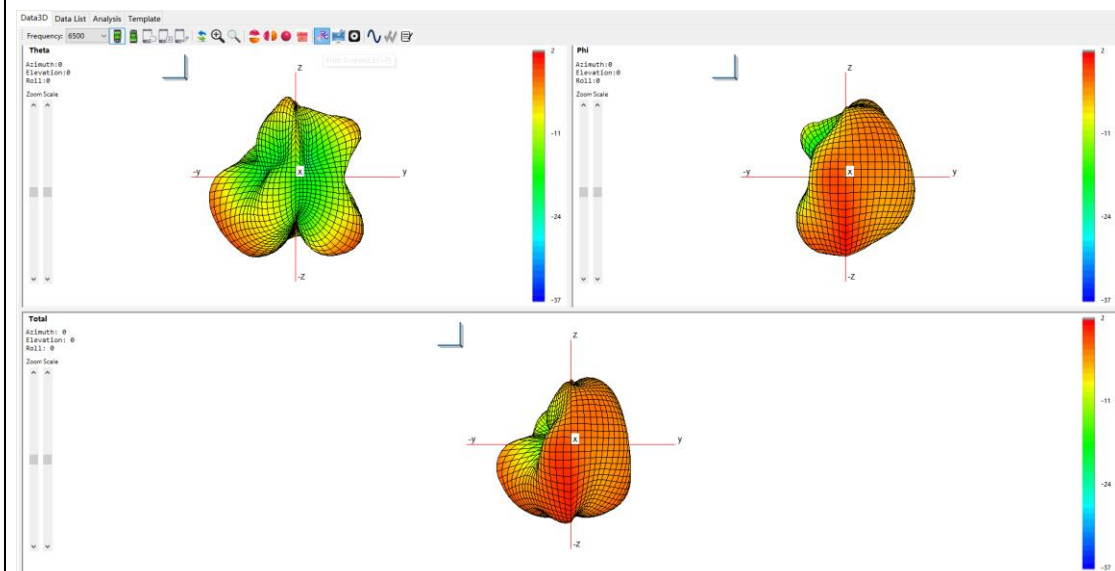 Data3D Data List Analysis Template
Frequency: 6500
Theta
Azimuth:0
Elevation:0
Roll:0
Zoom Scale
z
-y
x
y
-z
2
-11
-24
-37
Phi
Azimuth:0
Elevation:0
Roll:0
Zoom Scale
z
-y
x
y
-z
2
-11
-24
-37
Total
Azimuth: 0
Elevation: 0
Roll: 0
Zoom Scale
z
-y
x
y
-z
2
-11
-24
-37